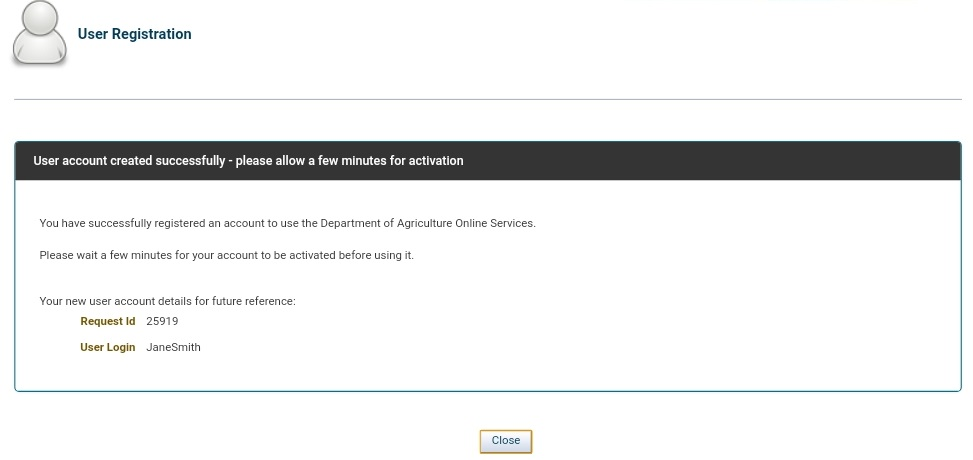 User Registration
User account created successfully - please allow a few minutes for activation
You have successfully registered an account to use the Department of Agriculture Online Services.
Please wait a few minutes for your account to be activated before using it.
Your new user account details for future reference:
Request Id 25919
User Login JaneSmith
Close